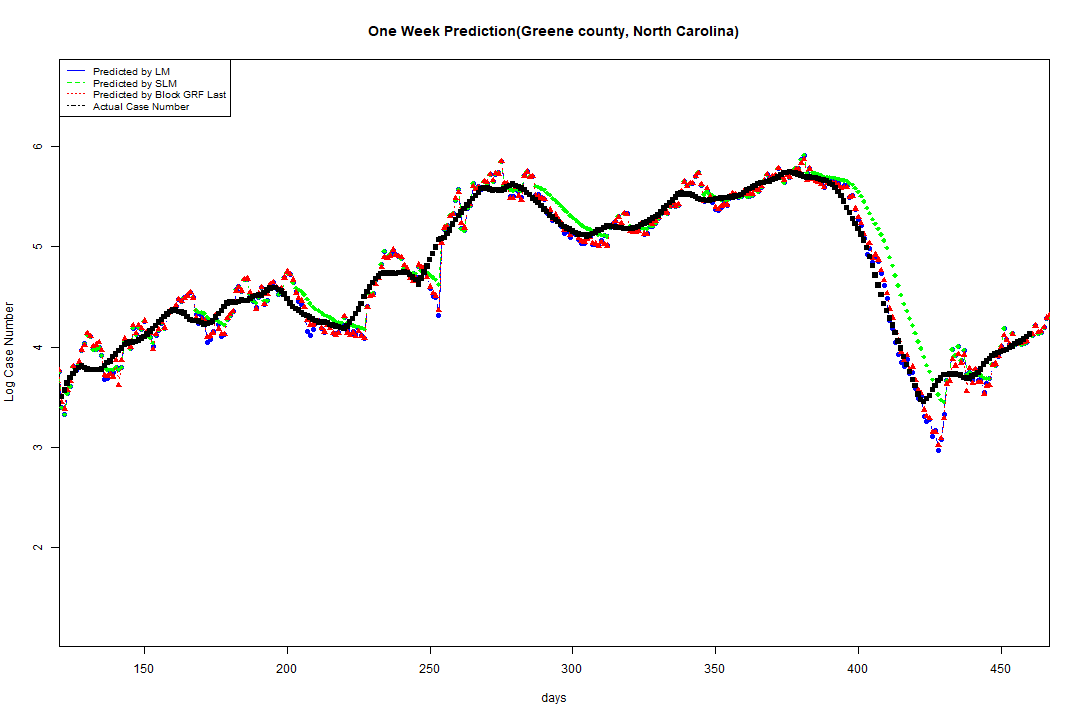 One Week Prediction(Greene county, North Carolina)
Predicted by LM
Predicted by SLM
Predicted by Block GRF Last
Actual Case Number
Log Case Number
6
5
4
3
2
150 200 250 300 350 400 450
days